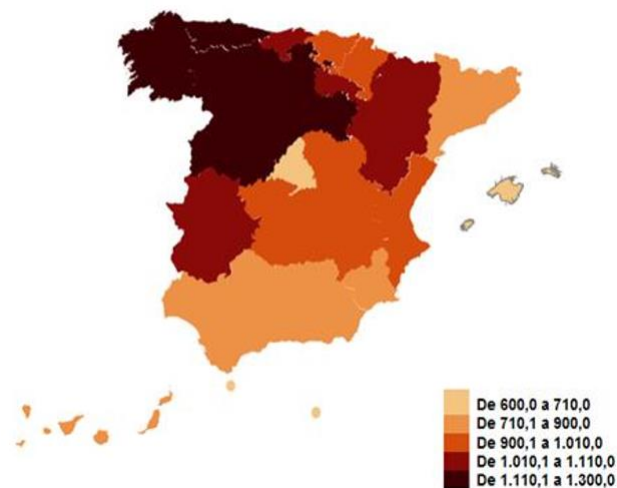 De 600,0 a 710,0
De 710,1 a 900,0
De 900,1 a 1.010,0
De 1.010,1 a 1.110,0
De 1.110,1 a 1.300,0